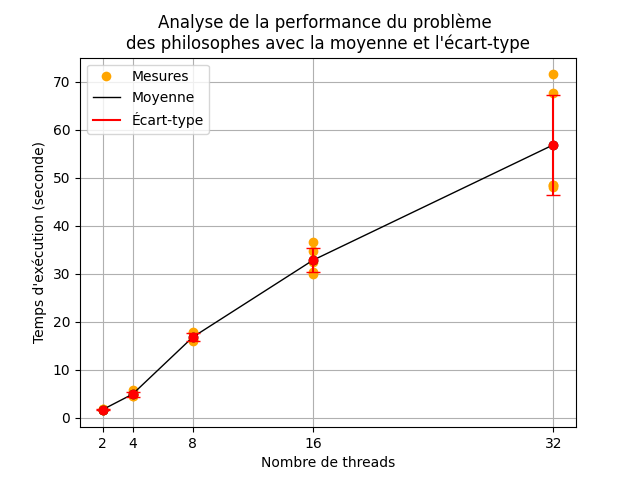 Analyse de la performance du problème
des philosophes avec la moyenne et l'écart-type
Mesures
Moyenne
Écart-type
Temps d'exécution (seconde)
70
60
50
40
30
20
10
0
2 4 8 16 32
Nombre de threads